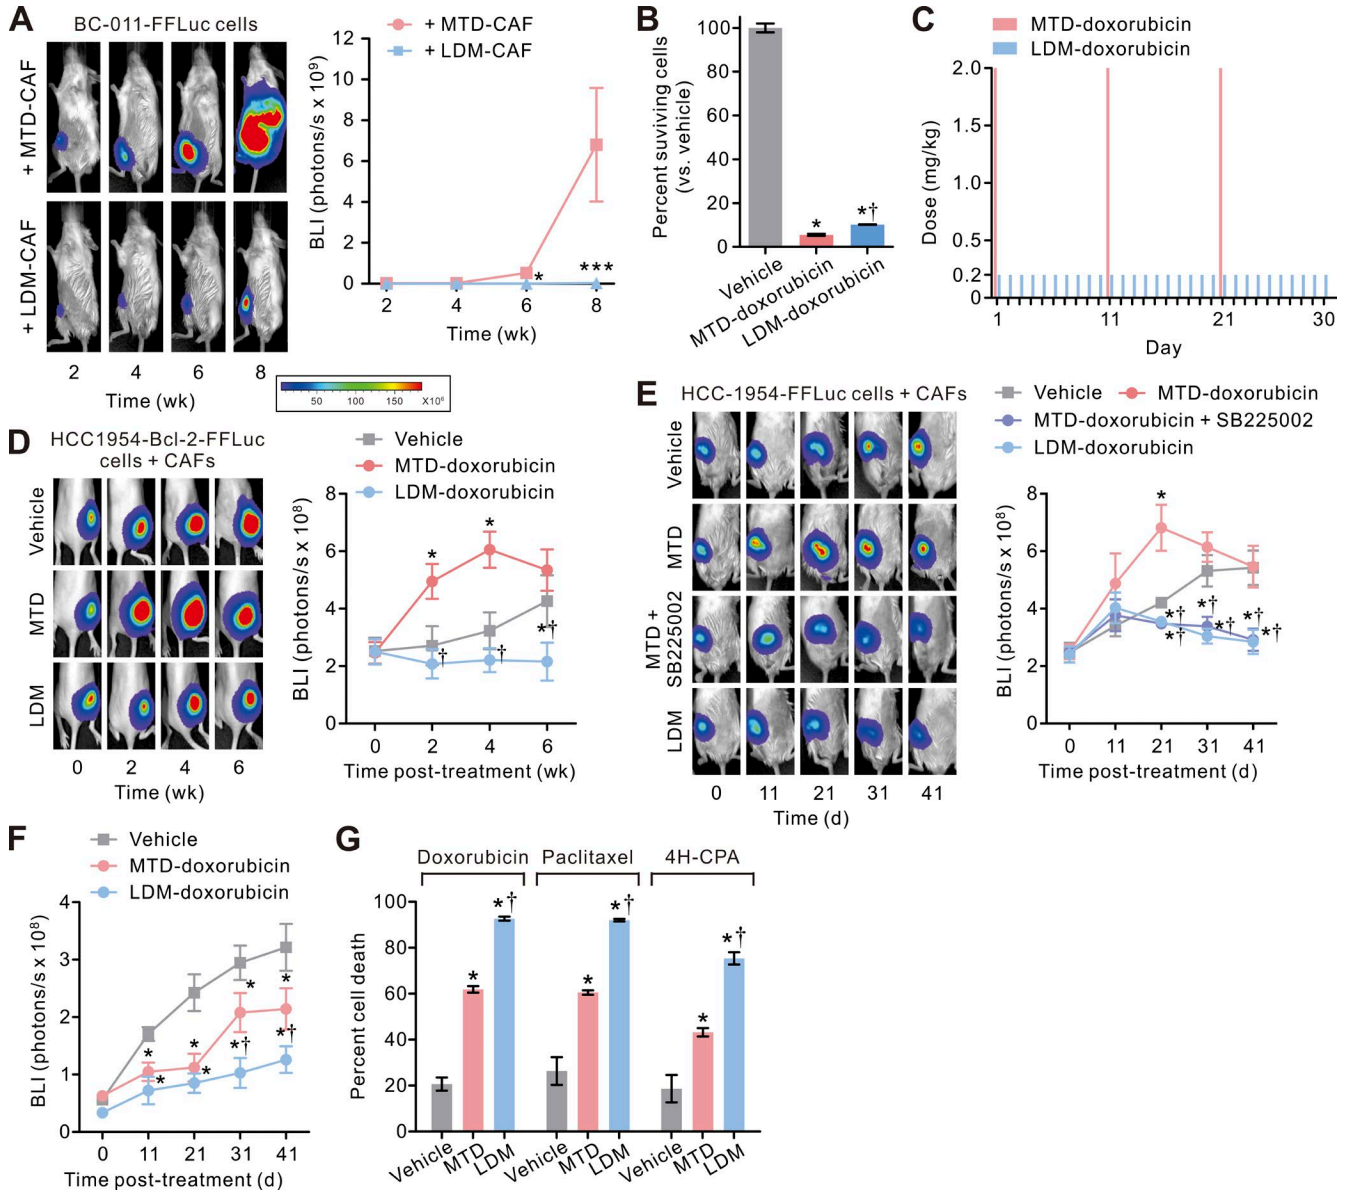 A
BC-011-FFLuc cells
+ MTD-CAF
+ LDM-CAF
2 4 6 8
Time (wk)
50 100 150 X10⁶
+ MTD-CAF
+ LDM-CAF
BLI (photons/s x 10⁹)
12
10
8
6
4
2
0
*
***
2 4 6 8
Time (wk)
B
Percent suviving cells
(vs. vehicle)
100
80
60
40
20
0
*
*†
Vehicle
MTD-doxorubicin
LDM-doxorubicin
C
MTD-doxorubicin
LDM-doxorubicin
Dose (mg/kg)
2.0
1.5
1.0
0.5
0.2
0
1 11 21 30
Day
D
HCC1954-Bcl-2-FFLuc
cells + CAFs
Vehicle
MTD
LDM
0 2 4 6
Time (wk)
Vehicle
MTD-doxorubicin
LDM-doxorubicin
BLI (photons/s x 10⁸)
8
6
4
2
0
*
*
*†
†
†
0 2 4 6
Time post-treatment (wk)
E
HCC-1954-FFLuc cells + CAFs
Vehicle
MTD
MTD +
SB225002
LDM
0 11 21 31 41
Time (d)
Vehicle
MTD-doxorubicin
MTD-doxorubicin + SB225002
LDM-doxorubicin
BLI (photons/s x 10⁸)
8
6
4
2
0
*
*†
*†
*†
*†
*†
*†
0 11 21 31 41
Time post-treatment (d)
F
Vehicle
MTD-doxorubicin
LDM-doxorubicin
BLI (photons/s x 10⁸)
4
3
2
1
0
*
*
*
*
*
*
*†
*†
0 11 21 31 41
Time post-treatment (d)
G
Doxorubicin Paclitaxel 4H-CPA
Percent cell death
100
80
60
40
20
0
*
*†
*
*†
*
*†
Vehicle MTD LDM Vehicle MTD LDM Vehicle MTD LDM